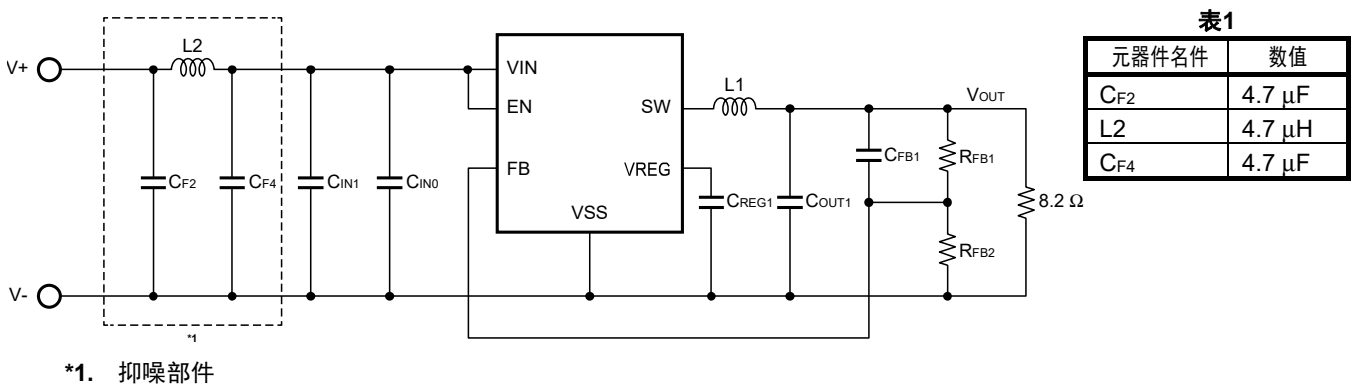 表1
元器件名件 数值
CF2 4.7 μF
L2 4.7 μH
CF4 4.7 μF
V+
L2
VIN
EN
FB
SW
VREG
VSS
L1
VOUT
CF2
CF4
CIN1
CIN0
CREG1
COUT1
CFB1
RFB1
RFB2
8.2 Ω
V-
*1
*1. 抑噪部件